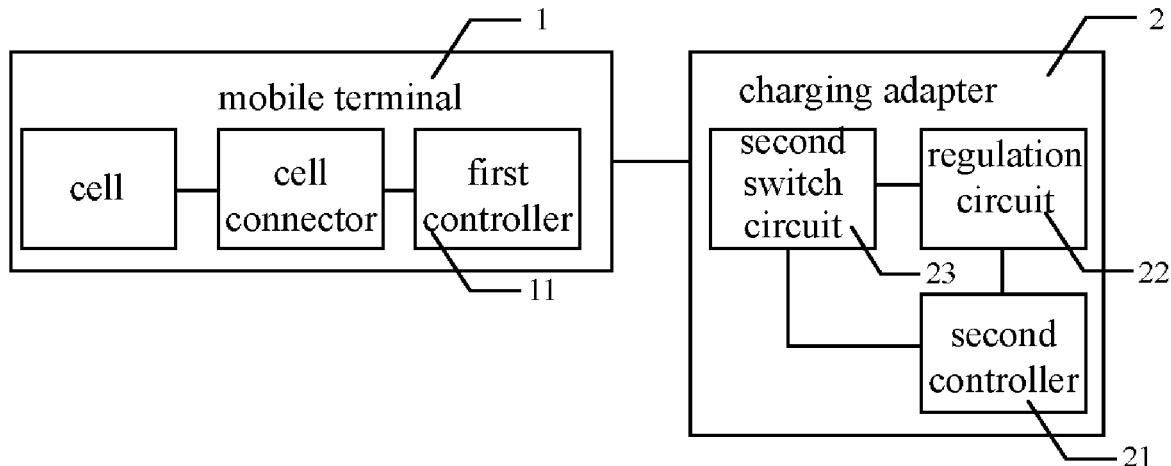 1
mobile terminal
cell
cell
connector
first
controller
11
2
charging adapter
second
switch
circuit
23
regulation
circuit
22
second
controller
21